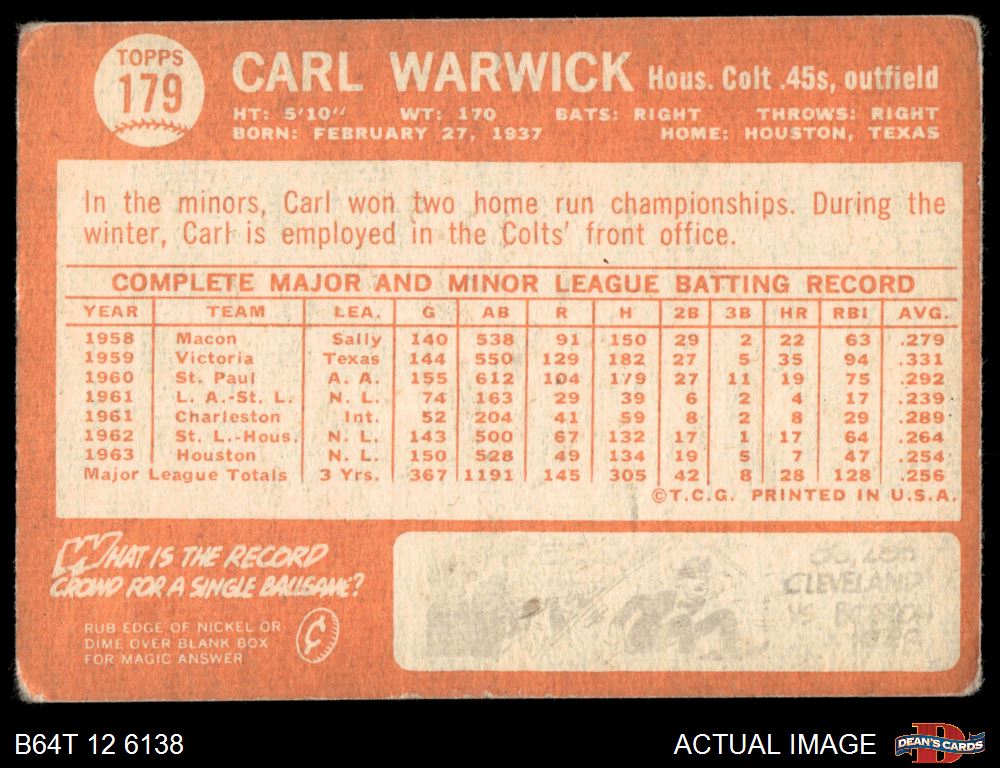 TOPPS
179
CARL WARWICK Hous. Colt .45s, outfield
HT: 5'10" WT: 170 BATS: RIGHT THROWS: RIGHT
BORN: FEBRUARY 27, 1937 HOME: HOUSTON, TEXAS
In the minors, Carl won two home run championships. During the
winter, Carl is employed in the Colts' front office.
COMPLETE MAJOR AND MINOR LEAGUE BATTING RECORD
YEAR TEAM LEA. G AB R H 2B 3B HR RBI AVG.
1958 Macon Sally 140 538 91 150 29 2 22 63 .279
1959 Victoria Texas 144 550 129 182 27 5 35 94 .331
1960 St. Paul A. A. 155 612 104 179 27 11 19 75 .292
1961 L. A.-St. L. N. L. 74 163 29 39 6 2 4 17 .239
1961 Charleston Int. 52 204 41 59 8 2 8 29 .289
1962 St. L.-Hous. N. L. 143 500 67 132 17 1 17 64 .264
1963 Houston N. L. 150 528 49 134 19 5 7 47 .254
Major League Totals 3 Yrs. 367 1191 145 305 42 8 28 128 .256
©T.C.G. PRINTED IN U.S.A.
WHAT IS THE RECORD
CROWD FOR A SINGLE BALLGAME?
RUB EDGE OF NICKEL OR
DIME OVER BLANK BOX
FOR MAGIC ANSWER
¢
CLEVELAND
B64T 12 6138
ACTUAL IMAGE
D
DEAN'S CARDS